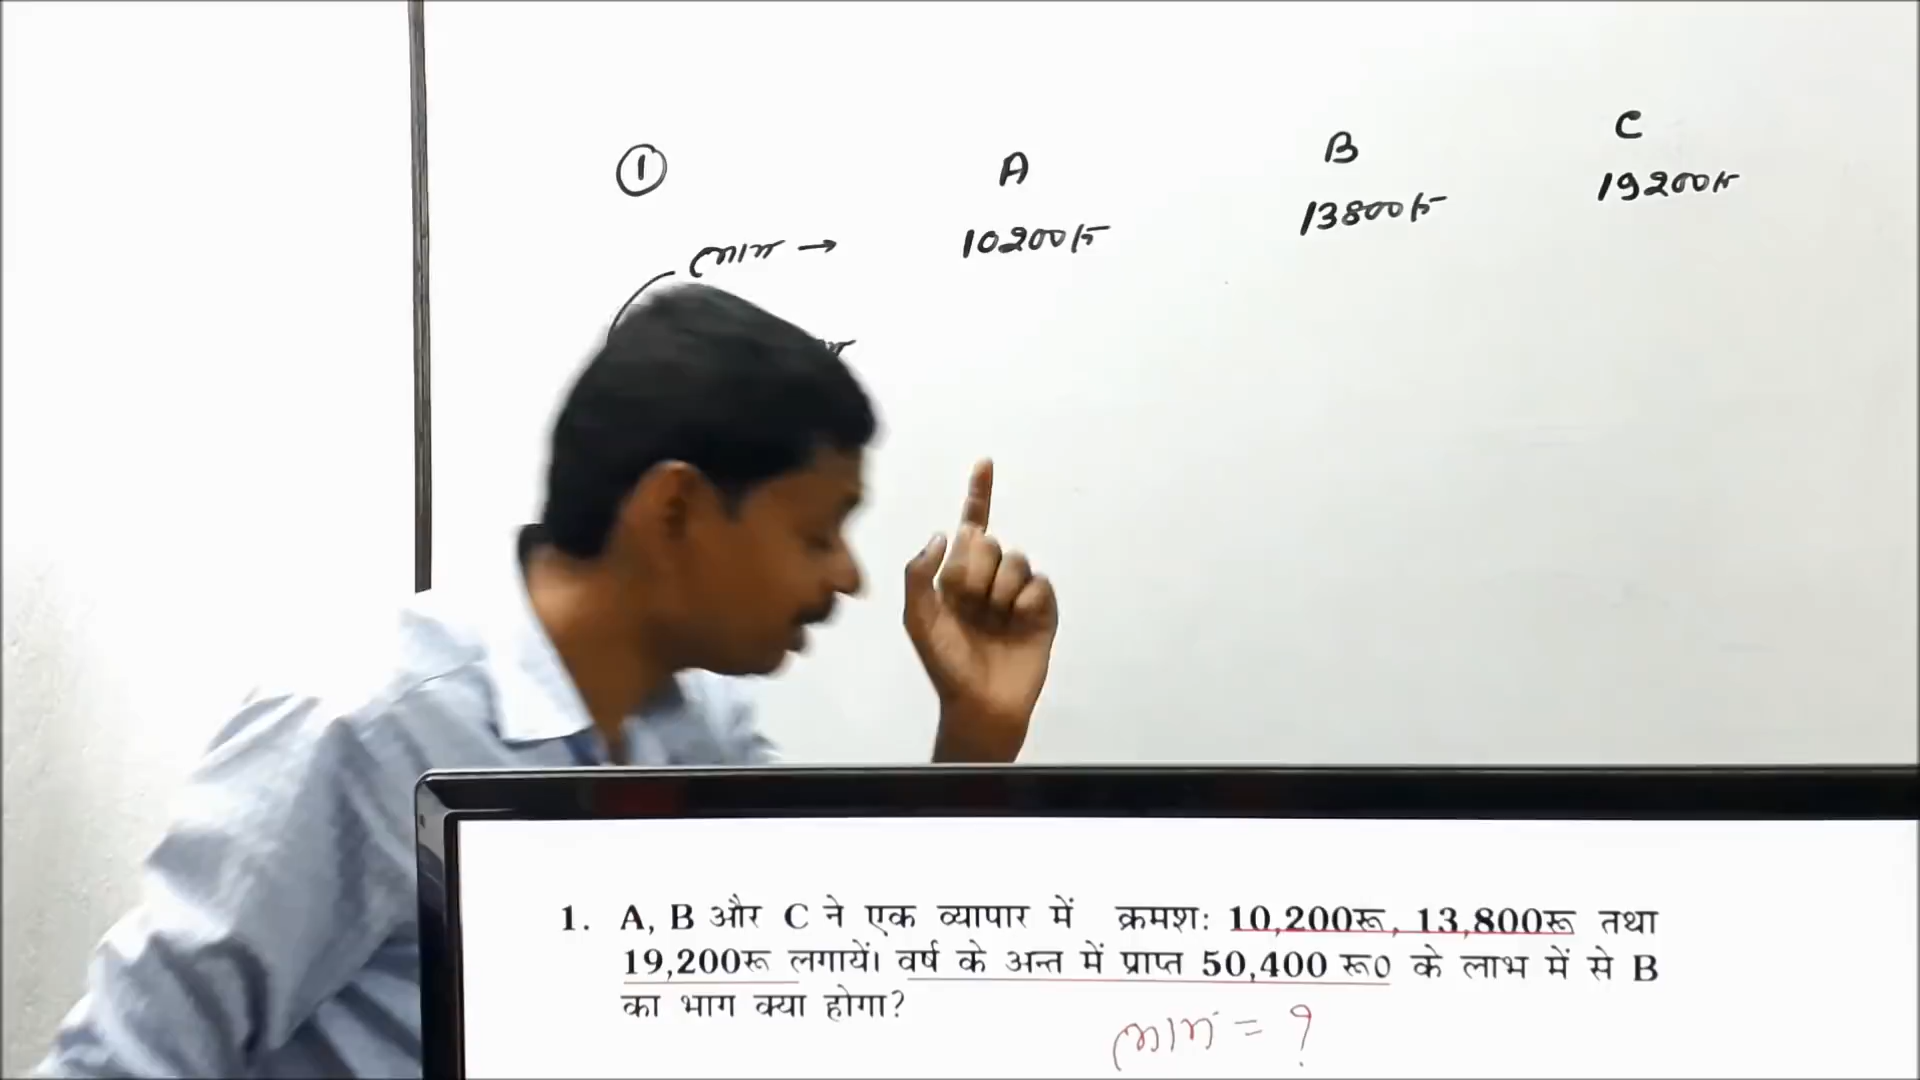 ① A B C
10200रु 13800रु 19200रु
1. A, B और C ने एक व्यापार में क्रमश: 10,200रू, 13,800रू तथा
19,200रू लगायें। वर्ष के अन्त में प्राप्त 50,400 रू0 के लाभ में से B
का भाग क्या होगा?
= ?